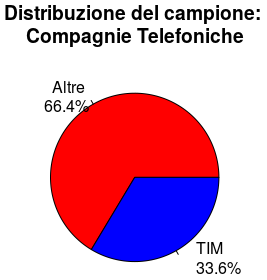 Distribuzione del campione:
Compagnie Telefoniche
Altre
66.4%
TIM
33.6%